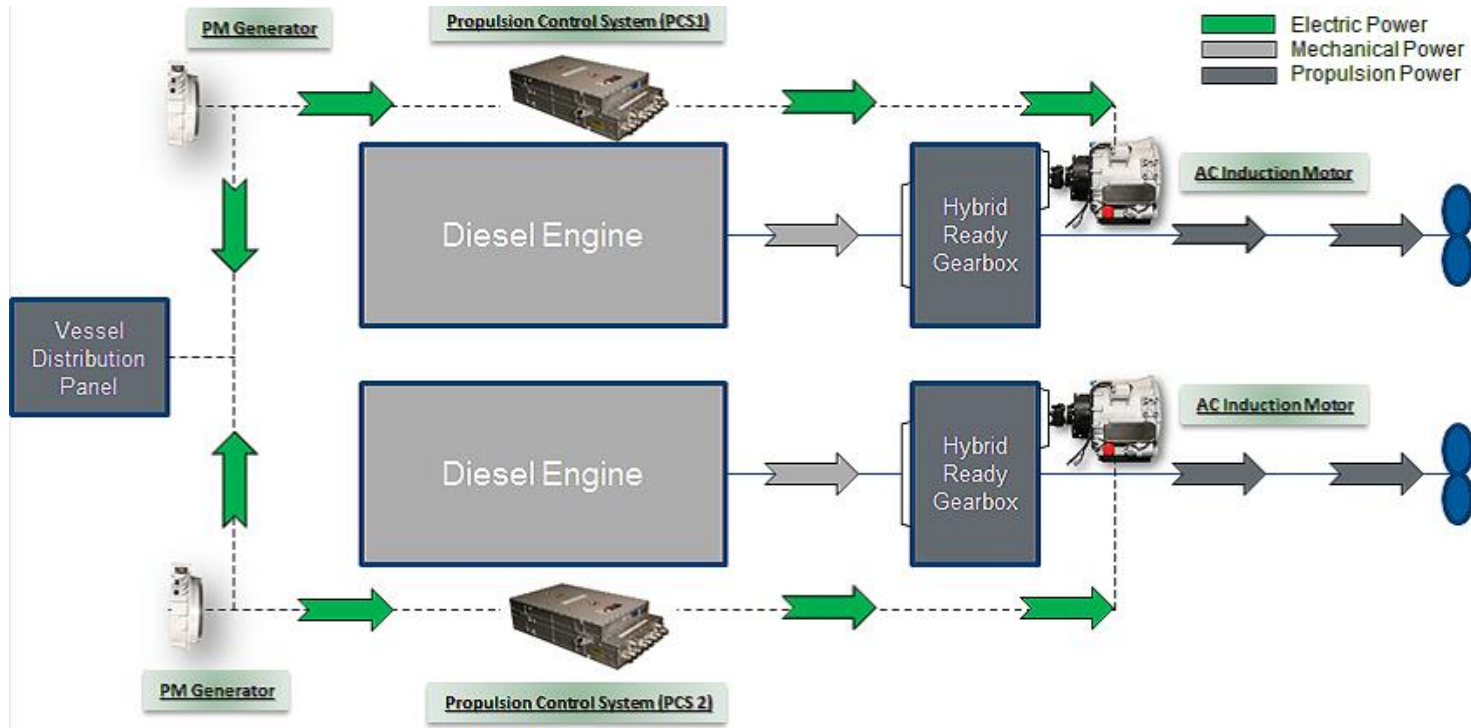 PM Generator
Propulsion Control System (PCS1)
Electric Power
Mechanical Power
Propulsion Power
Diesel Engine
Hybrid
Ready
Gearbox
AC Induction Motor
Vessel
Distribution
Panel
Diesel Engine
Hybrid
Ready
Gearbox
AC Induction Motor
PM Generator
Propulsion Control System (PCS 2)